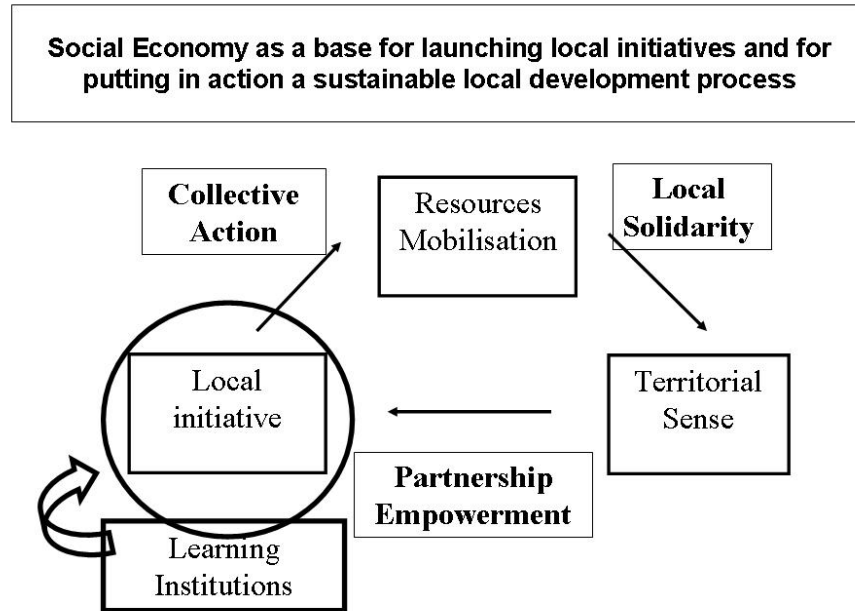 Social Economy as a base for launching local initiatives and for
putting in action a sustainable local development process
Collective
Action
Resources
Mobilisation
Local
Solidarity
Local
initiative
Territorial
Sense
Partnership
Empowerment
Learning
Institutions